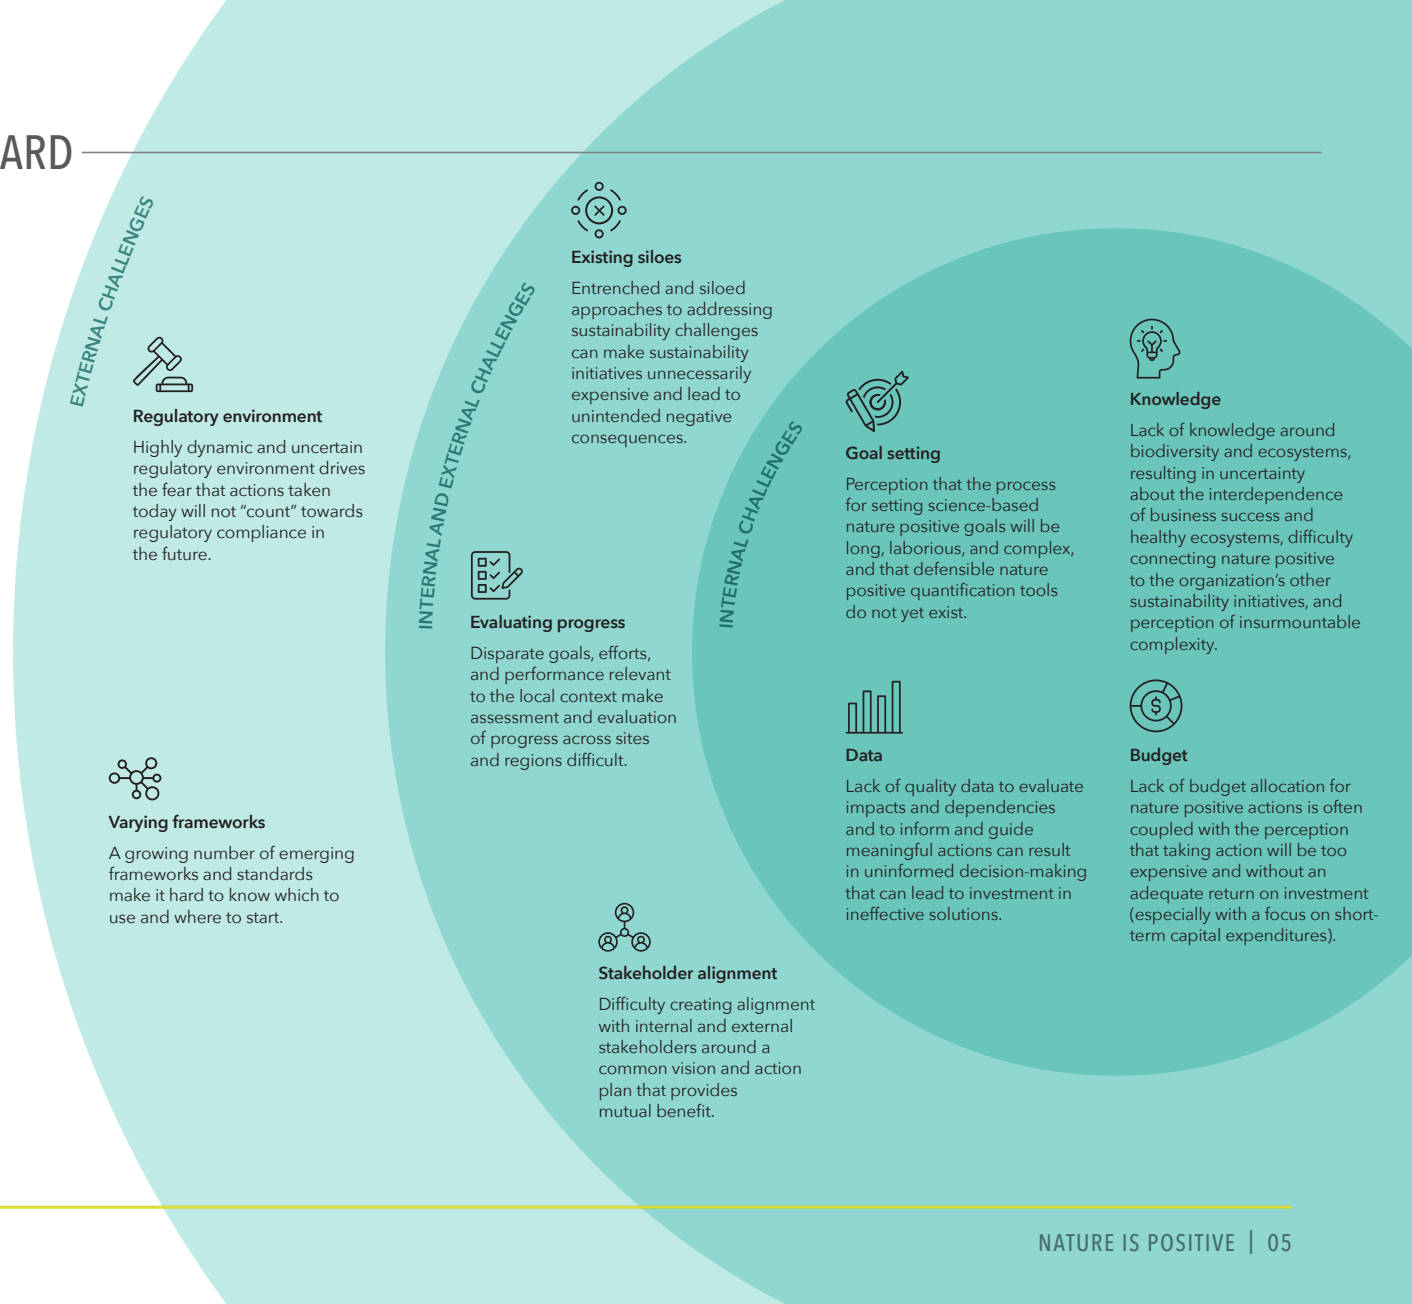 ARD
EXTERNAL CHALLENGES
Regulatory environment
Highly dynamic and uncertain
regulatory environment drives
the fear that actions taken
today will not “count” towards
regulatory compliance in
the future.
Varying frameworks
A growing number of emerging
frameworks and standards
make it hard to know which to
use and where to start.
INTERNAL AND EXTERNAL CHALLENGES
Existing siloes
Entrenched and siloed
approaches to addressing
sustainability challenges
can make sustainability
initiatives unnecessarily
expensive and lead to
unintended negative
consequences.
Evaluating progress
Disparate goals, efforts,
and performance relevant
to the local context make
assessment and evaluation
of progress across sites
and regions difficult.
Stakeholder alignment
Difficulty creating alignment
with internal and external
stakeholders around a
common vision and action
plan that provides
mutual benefit.
INTERNAL CHALLENGES
Goal setting
Perception that the process
for setting science-based
nature positive goals will be
long, laborious, and complex,
and that defensible nature
positive quantification tools
do not yet exist.
Knowledge
Lack of knowledge around
biodiversity and ecosystems,
resulting in uncertainty
about the interdependence
of business success and
healthy ecosystems, difficulty
connecting nature positive
to the organization’s other
sustainability initiatives, and
perception of insurmountable
complexity.
Data
Lack of quality data to evaluate
impacts and dependencies
and to inform and guide
meaningful actions can result
in uninformed decision-making
that can lead to investment in
ineffective solutions.
$
Budget
Lack of budget allocation for
nature positive actions is often
coupled with the perception
that taking action will be too
expensive and without an
adequate return on investment
(especially with a focus on short-
term capital expenditures).
NATURE IS POSITIVE | 05